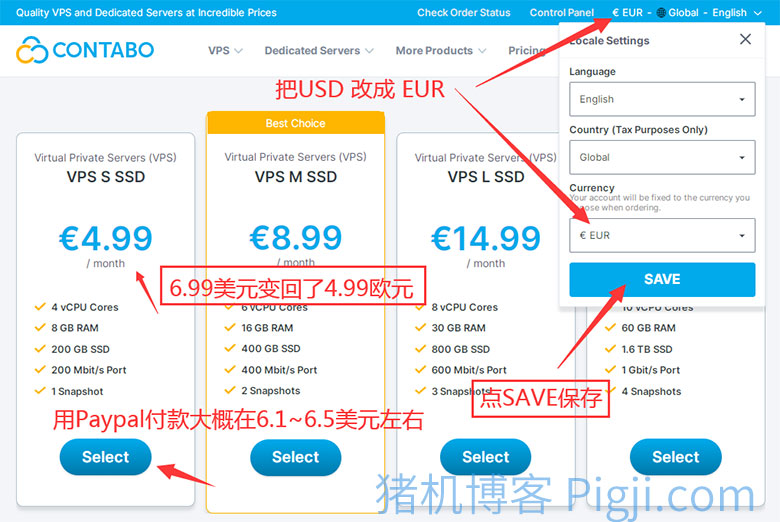 Quality VPS and Dedicated Servers at Incredible Prices
Check Order Status
Control Panel
€ EUR - Global - English
CONTABO
VPS
Dedicated Servers
More Products
Pricing
Locale Settings
Language
English
Country (Tax Purposes Only)
Global
Currency
Your account will be fixed to the currency you
choose when ordering.
€ EUR
SAVE
把USD 改成 EUR
Virtual Private Servers (VPS)
VPS S SSD
€4.99
/ month
4 vCPU Cores
8 GB RAM
200 GB SSD
200 Mbit/s Port
1 Snapshot
Select
Best Choice
Virtual Private Servers (VPS)
VPS M SSD
€8.99
/ month
6 vCPU Cores
16 GB RAM
400 GB SSD
400 Mbit/s Port
2 Snapshots
Select
Virtual Private Servers (VPS)
VPS L SSD
€14.99
/ month
8 vCPU Cores
30 GB RAM
800 GB SSD
600 Mbit/s Port
3 Snapshots
Select
10 vCPU Cores
60 GB RAM
1.6 TB SSD
1 Gbit/s Port
4 Snapshots
Select
6.99美元变回了4.99欧元
点SAVE保存
用Paypal付款大概在6.1~6.5美元左右
猪机博客 Pigji.com